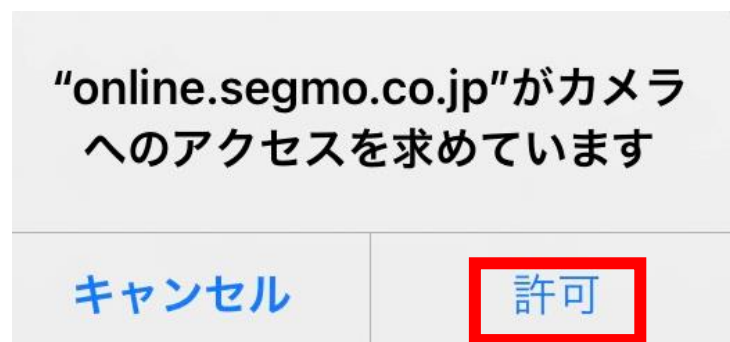 “online.segmo.co.jp”がカメラ
へのアクセスを求めています
キャンセル
許可